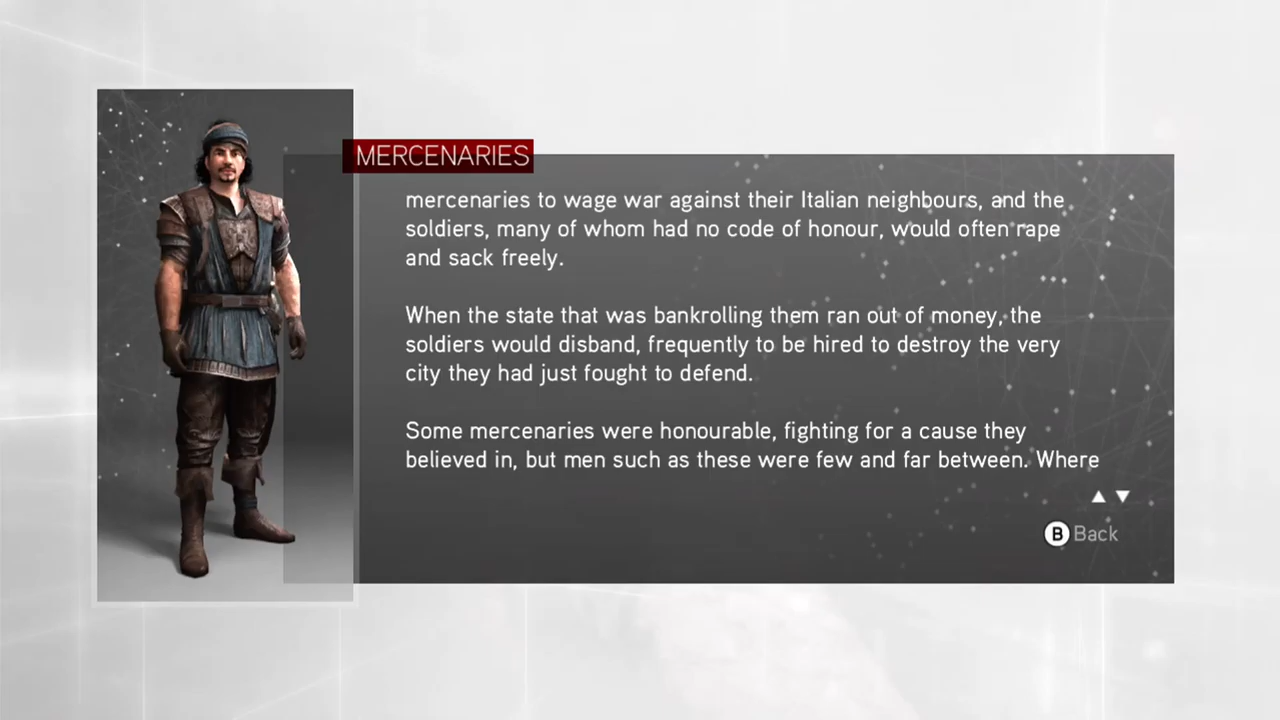 MERCENARIES
mercenaries to wage war against their Italian neighbours, and the
soldiers, many of whom had no code of honour, would often rape
and sack freely.
When the state that was bankrolling them ran out of money, the
soldiers would disband, frequently to be hired to destroy the very
city they had just fought to defend.
Some mercenaries were honourable, fighting for a cause they
believed in, but men such as these were few and far between. Where
B Back